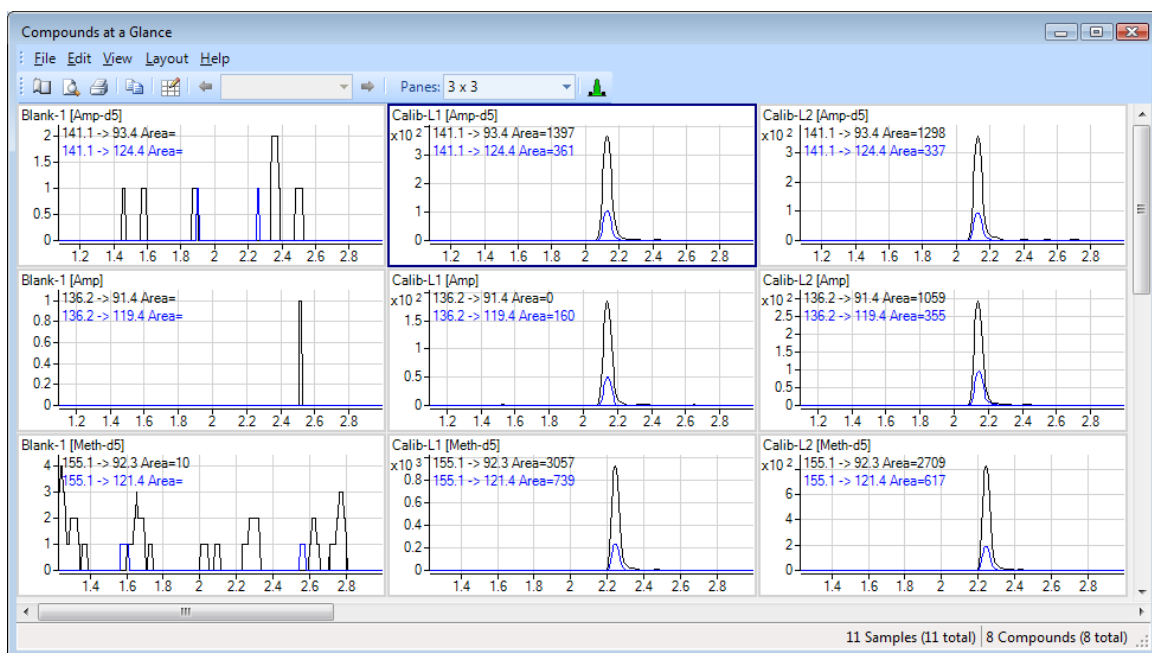 Compounds at a Glance
File Edit View Layout Help
Panes: 3 x 3
Blank-1 [Amp-d5]
141.1 -> 93.4 Area=
141.1 -> 124.4 Area=
2
1.5
1
0.5
0
1.2 1.4 1.6 1.8 2 2.2 2.4 2.6 2.8
Calib-L1 [Amp-d5]
x10 2
141.1 -> 93.4 Area=1397
141.1 -> 124.4 Area=361
3
2
1
0
1.2 1.4 1.6 1.8 2 2.2 2.4 2.6 2.8
Calib-L2 [Amp-d5]
x10 2
141.1 -> 93.4 Area=1298
141.1 -> 124.4 Area=337
3
2
1
0
1.2 1.4 1.6 1.8 2 2.2 2.4 2.6 2.8
Blank-1 [Amp]
136.2 -> 91.4 Area=
136.2 -> 119.4 Area=
1
0.8
0.6
0.4
0.2
0
1.2 1.4 1.6 1.8 2 2.2 2.4 2.6 2.8
Calib-L1 [Amp]
x10 2
136.2 -> 91.4 Area=0
136.2 -> 119.4 Area=160
1.5
1
0.5
0
1.2 1.4 1.6 1.8 2 2.2 2.4 2.6 2.8
Calib-L2 [Amp]
x10 2
136.2 -> 91.4 Area=1059
136.2 -> 119.4 Area=355
2.5
2
1.5
1
0.5
0
1.2 1.4 1.6 1.8 2 2.2 2.4 2.6 2.8
Blank-1 [Meth-d5]
155.1 -> 92.3 Area=10
155.1 -> 121.4 Area=
4
3
2
1
0
1.4 1.6 1.8 2 2.2 2.4 2.6 2.8
Calib-L1 [Meth-d5]
x10 3
155.1 -> 92.3 Area=3057
155.1 -> 121.4 Area=739
0.8
0.6
0.4
0.2
0
1.4 1.6 1.8 2 2.2 2.4 2.6 2.8
Calib-L2 [Meth-d5]
x10 2
155.1 -> 92.3 Area=2709
155.1 -> 121.4 Area=617
6
4
2
0
1.4 1.6 1.8 2 2.2 2.4 2.6 2.8
11 Samples (11 total) 8 Compounds (8 total)